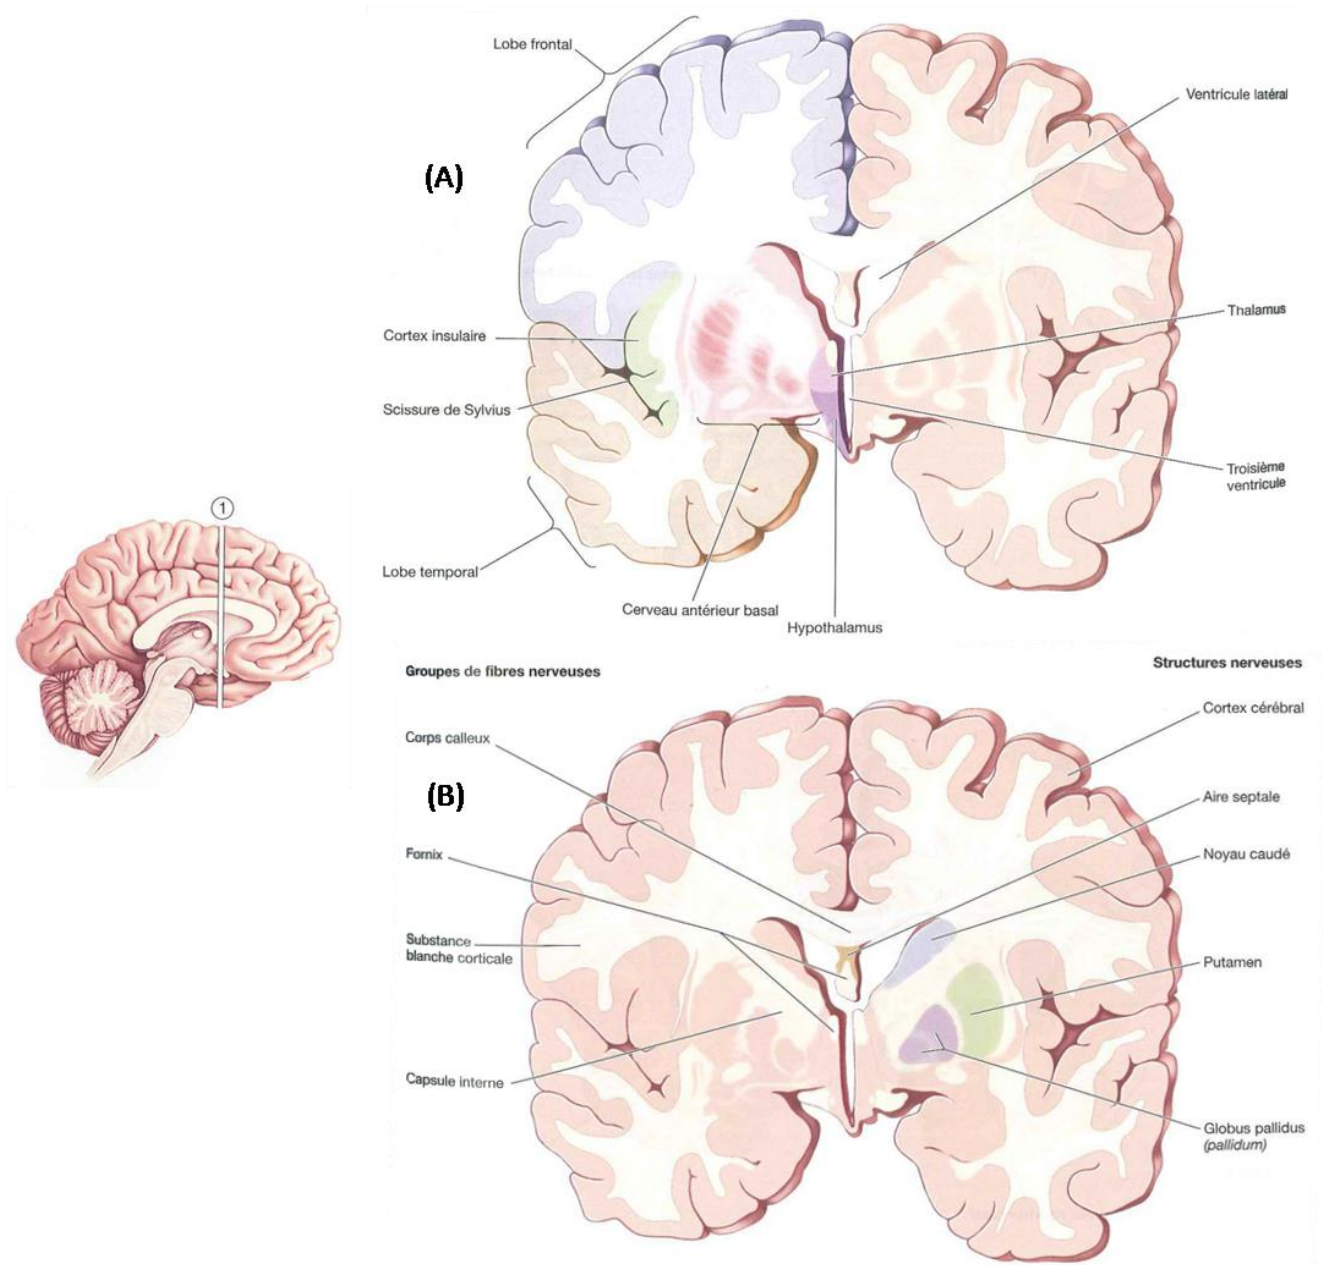 Lobe frontal
Ventricule latéral
(A)
Thalamus
Cortex insulaire
Scissure de Sylvius
Troisième
ventricule
1
Lobe temporal
Cerveau antérieur basal
Hypothalamus
Groupes de fibres nerveuses
Structures nerveuses
Cortex cérébral
Corps calleux
(B)
Aire septale
Fornix
Noyau caudé
Substance
blanche corticale
Putamen
Capsule interne
Globus pallidus
(pallidum)